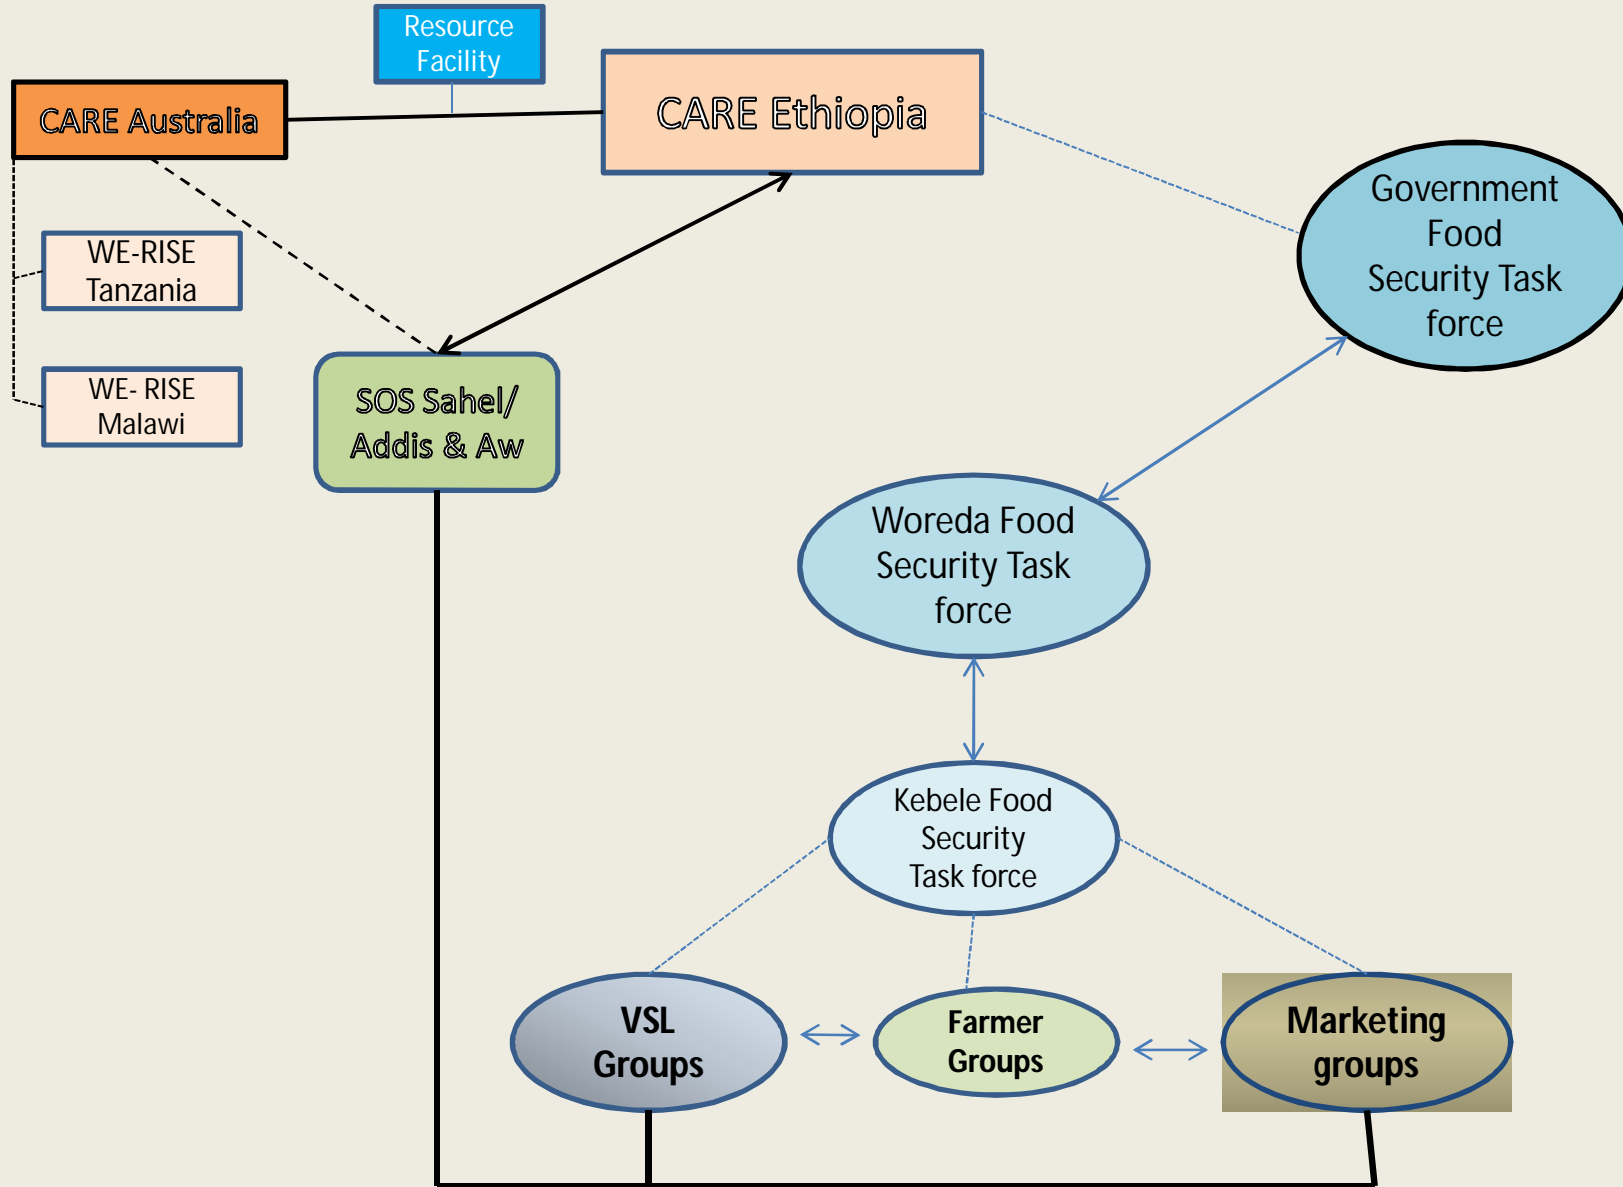 Resource
Facility
CARE Australia
CARE Ethiopia
Government
Food
Security Task
force
WE-RISE
Tanzania
WE- RISE
Malawi
SOS Sahel/
Addis & Aw
Woreda Food
Security Task
force
Kebele Food
Security
Task force
VSL
Groups
Farmer
Groups
Marketing
groups